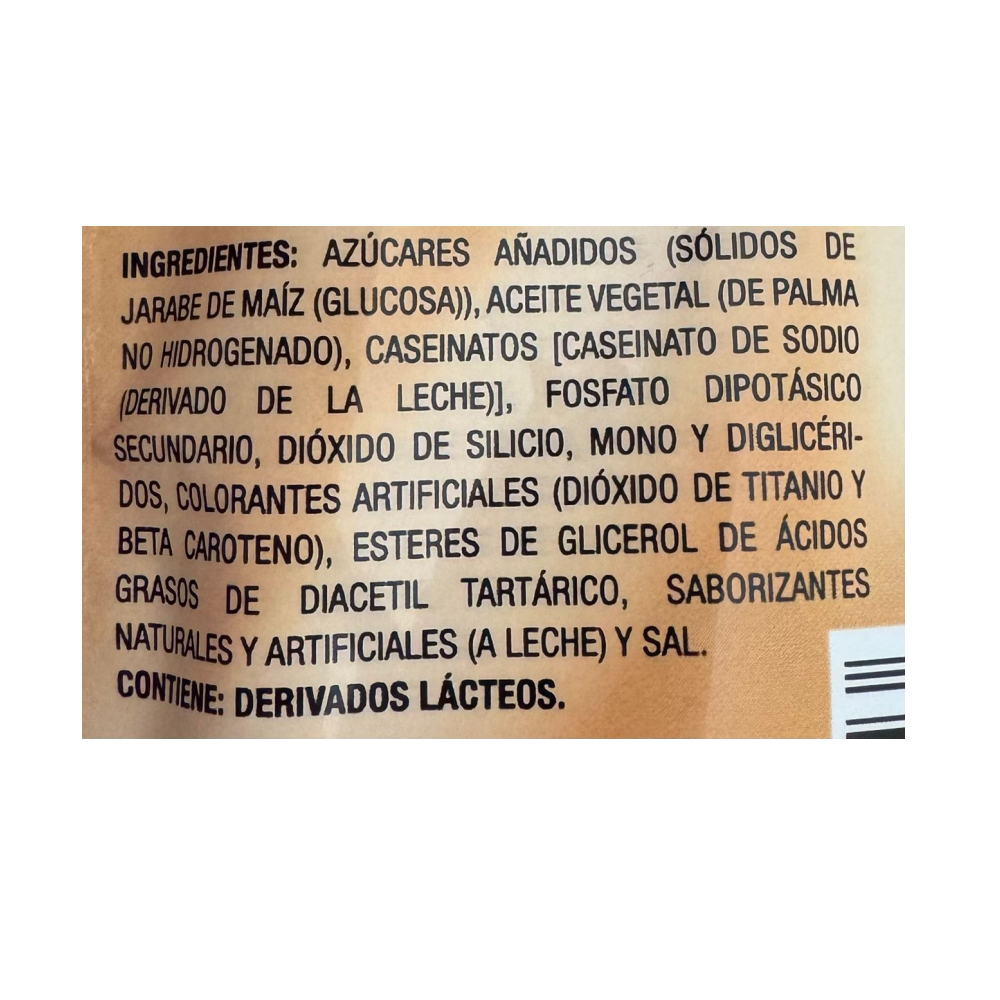 INGREDIENTES: AZÚCARES AÑADIDOS (SÓLIDOS DE
JARABE DE MAÍZ (GLUCOSA)), ACEITE VEGETAL (DE PALMA
NO HIDROGENADO), CASEINATOS [CASEINATO DE SODIO
(DERIVADO DE LA LECHE)], FOSFATO DIPOTÁSICO
SECUNDARIO, DIÓXIDO DE SILICIO, MONO Y DIGLICÉRI-
DOS, COLORANTES ARTIFICIALES (DIÓXIDO DE TITANIO Y
BETA CAROTENO), ESTERES DE GLICEROL DE ÁCIDOS
GRASOS DE DIACETIL TARTÁRICO, SABORIZANTES
NATURALES Y ARTIFICIALES (A LECHE) Y SAL.
CONTIENE: DERIVADOS LÁCTEOS.